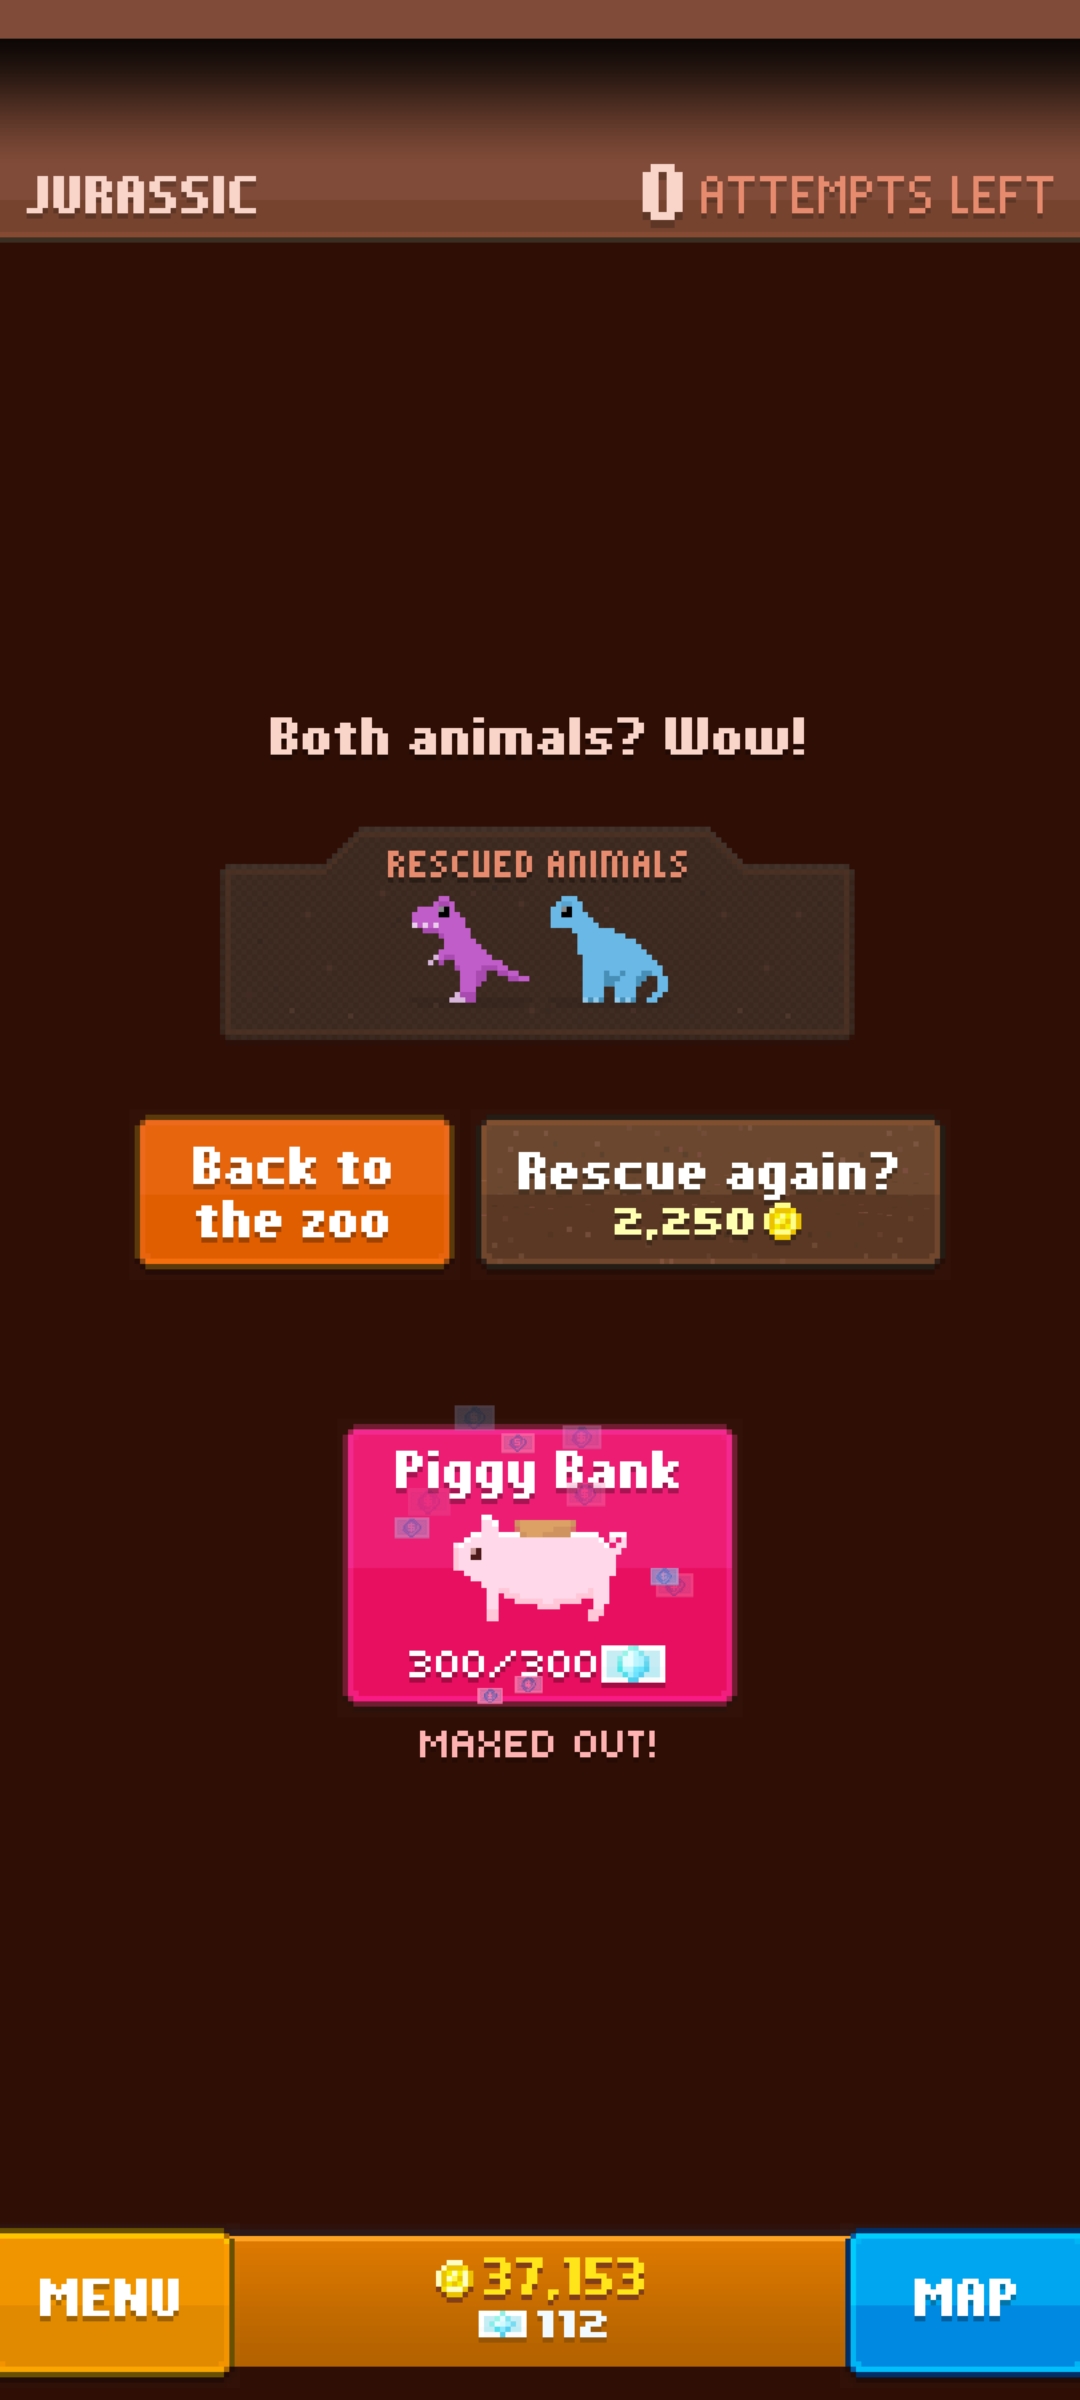 JURASSIC
0 ATTEMPTS LEFT
Both animals? Wow!
RESCUED ANIMALS
Back to
the zoo
Rescue again?
2,250
Piggy Bank
300/300
MAXED OUT!
MENU
37,153
112
MAP